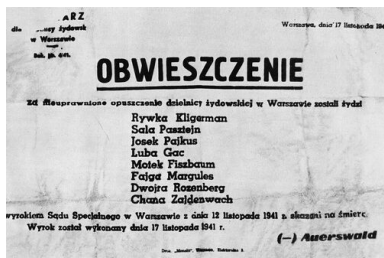 w Warszawie
Warszawa, dnia 17 listopada 194
OBWIESZCZENIE
za nieuprawnione opuszczenie dzielnicy żydowskiej w Warszawie zostali żydzi
Rywka Kligerman
Sala Pasztejn
Josek Pajkus
Luba Gac
Motek Fiszbaum
Fajga Margules
Dwojra Rozenberg
Chana Zajdenwach
wyrokiem Sądu Specjalnego w Warszawie z dnia 12 listopada 1941 z. skazani na śmierć
Wyrok został wykonany dnia 17 listopada 1941 r.
(—) Auerswald